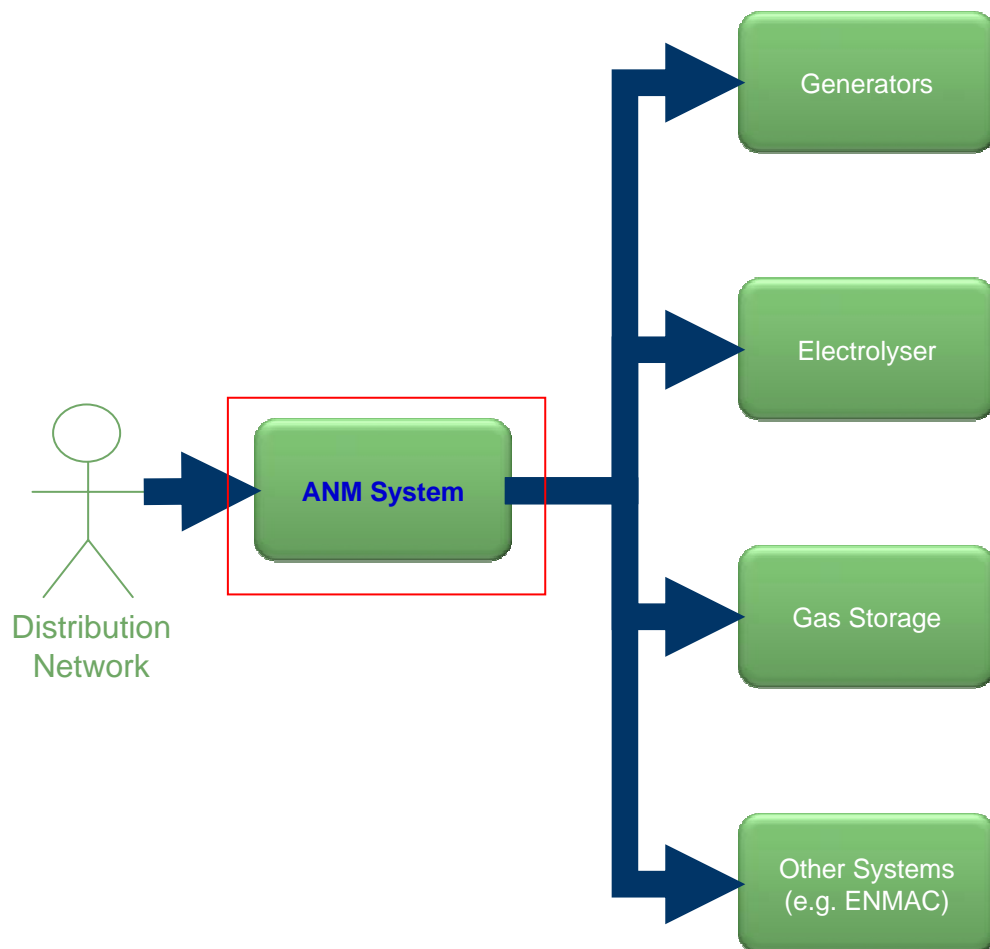 Generators
Electrolyser
ANM System
Distribution
Network
Gas Storage
Other Systems
(e.g. ENMAC)